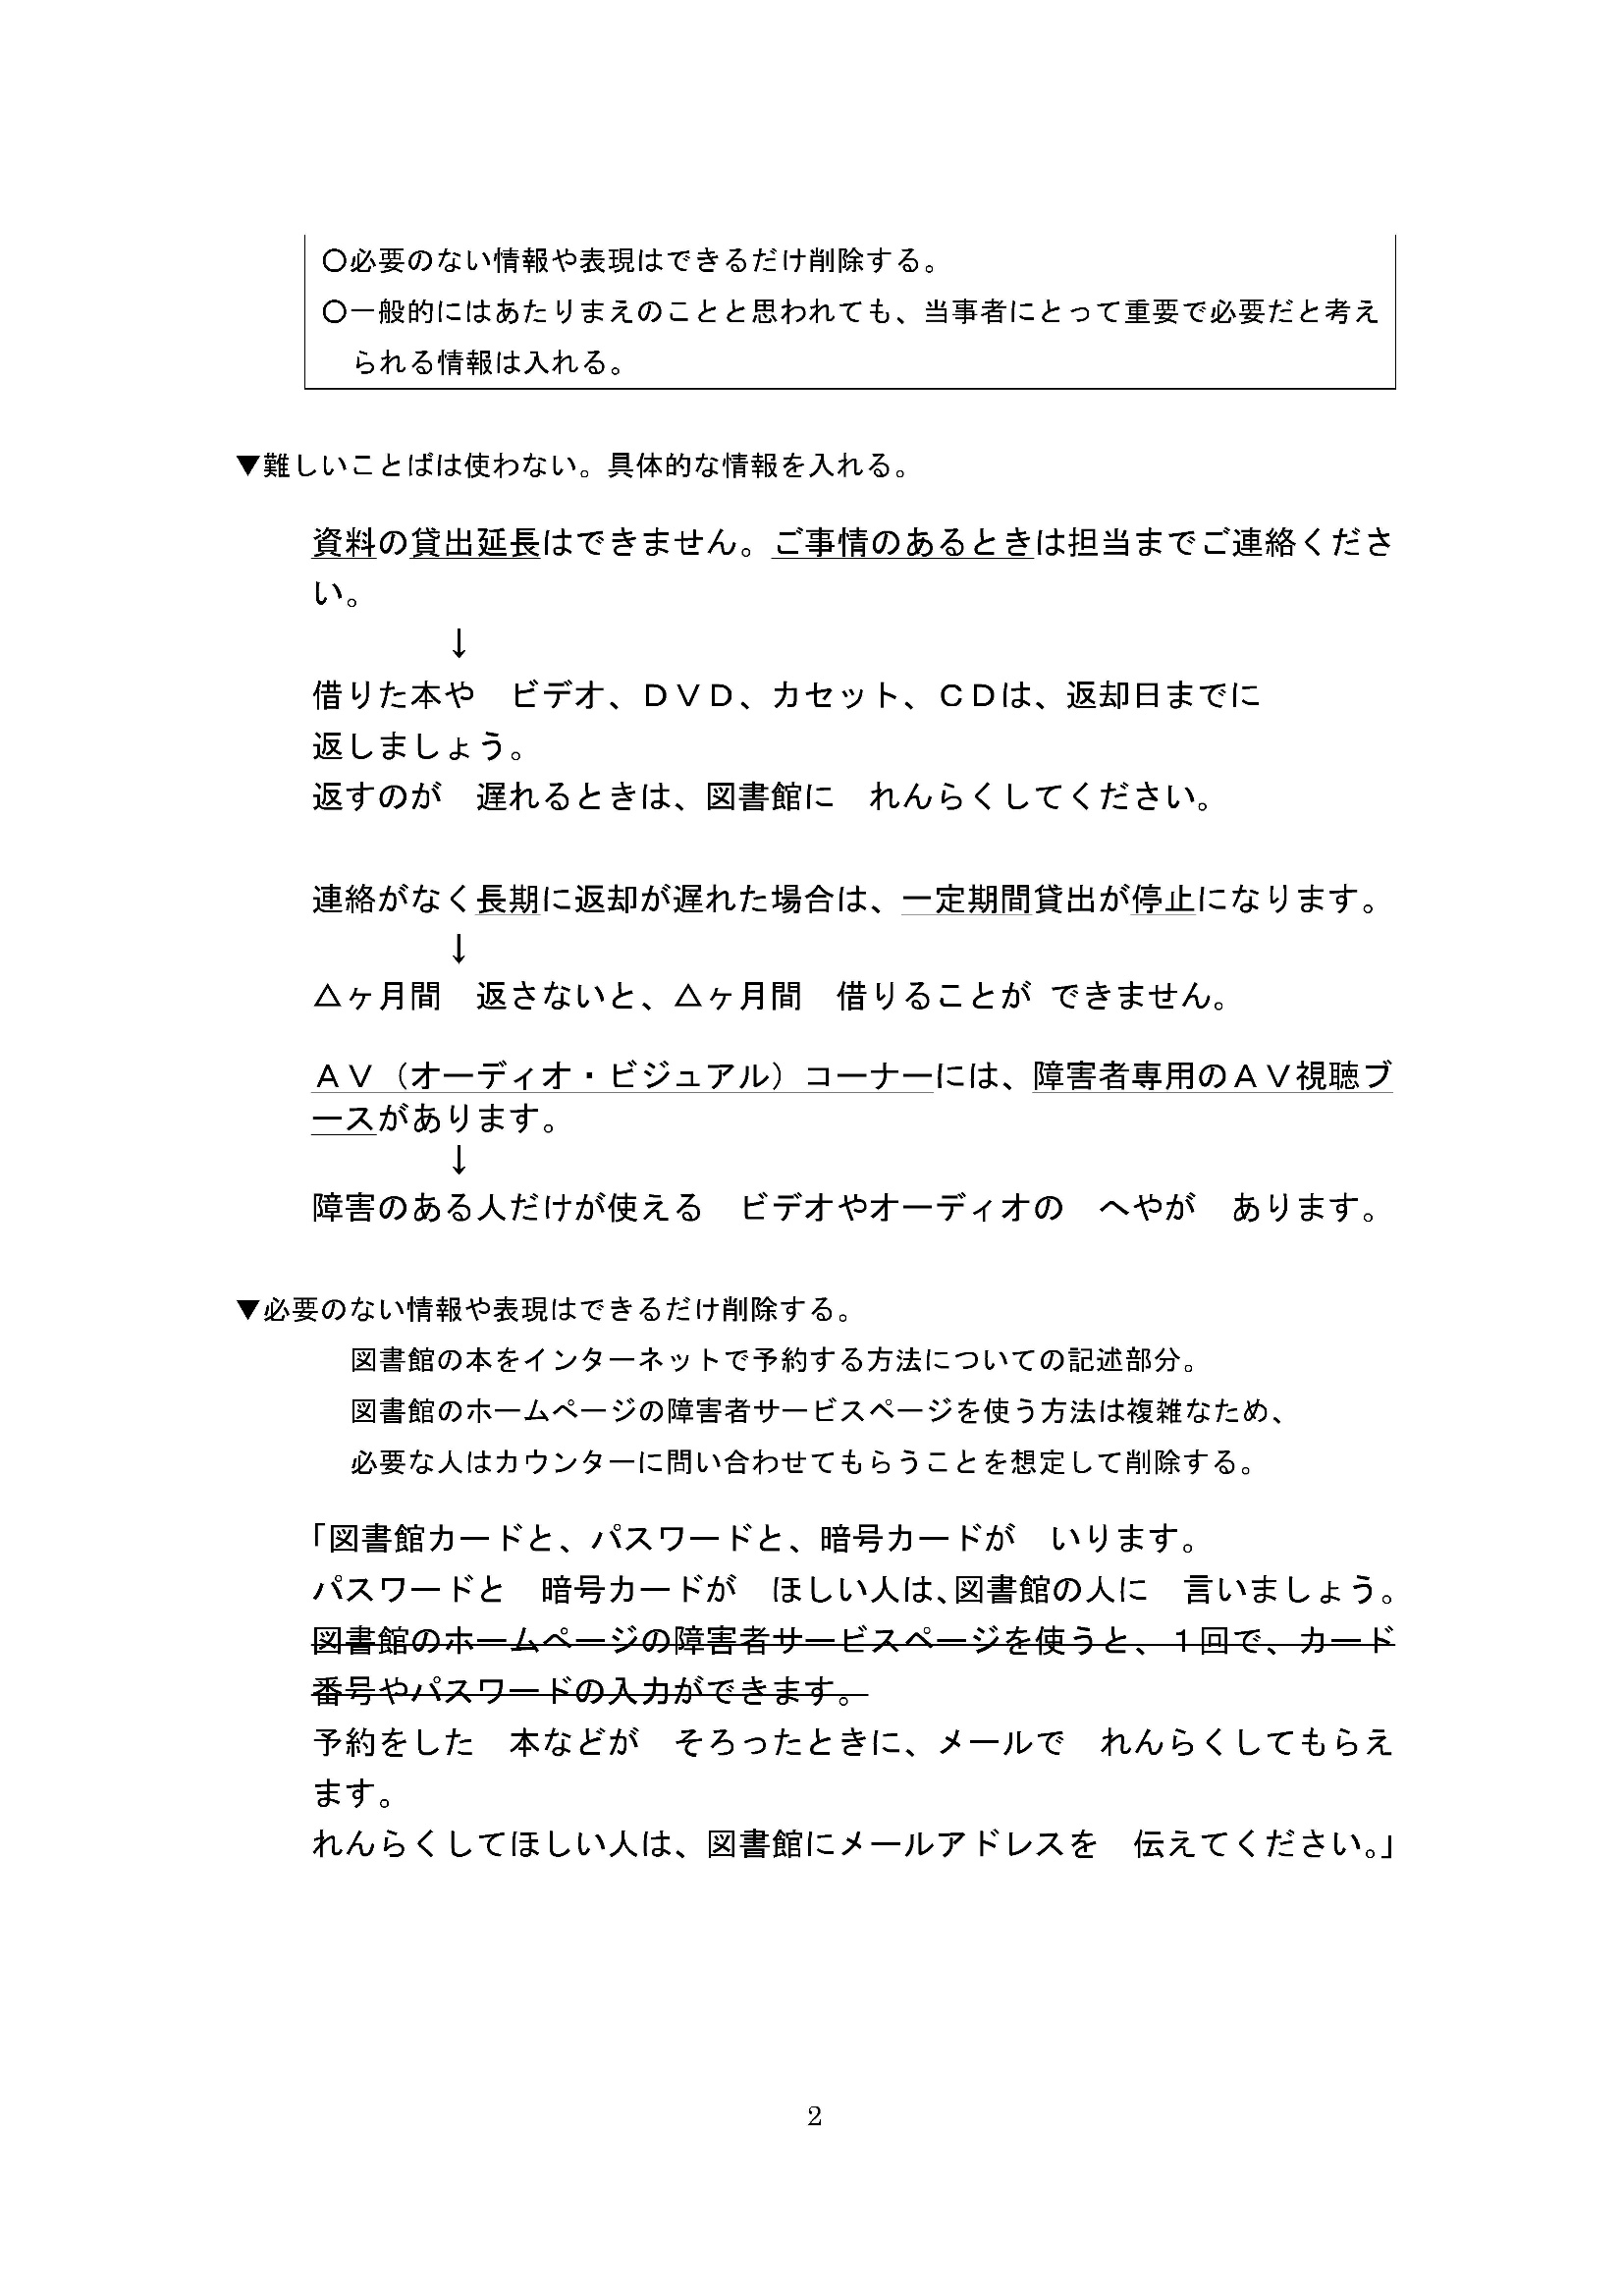 〇必要のない情報や表現はできるだけ削除する。
〇一般的にはあたりまえのことと思われても、当事者にとって重要で必要だと考え
られる情報は入れる。
▼難しいことばは使わない。具体的な情報を入れる。
資料の貸出延長はできません。ご事情のあるときは担当までご連絡くださ
い。
↓
借りた本や　ビデオ、ＤＶＤ、カセット、ＣＤは、返却日までに
返しましょう。
返すのが　遅れるときは、図書館に　れんらくしてください。
連絡がなく長期に返却が遅れた場合は、一定期間貸出が停止になります。
↓
△ヶ月間　返さないと、△ヶ月間　借りることが できません。
ＡＶ（オーディオ・ビジュアル）コーナーには、障害者専用のＡＶ視聴ブ
ースがあります。
↓
障害のある人だけが使える　ビデオやオーディオの　へやが　あります。
▼必要のない情報や表現はできるだけ削除する。
図書館の本をインターネットで予約する方法についての記述部分。
図書館のホームページの障害者サービスページを使う方法は複雑なため、
必要な人はカウンターに問い合わせてもらうことを想定して削除する。
「図書館カードと、パスワードと、暗号カードが　いります。
パスワードと　暗号カードが　ほしい人は、図書館の人に　言いましょう。
図書館のホームページの障害者サービスページを使うと、１回で、カード
番号やパスワードの入力ができます。
予約をした　本などが　そろったときに、メールで　れんらくしてもらえ
ます。
れんらくしてほしい人は、図書館にメールアドレスを　伝えてください。」
2